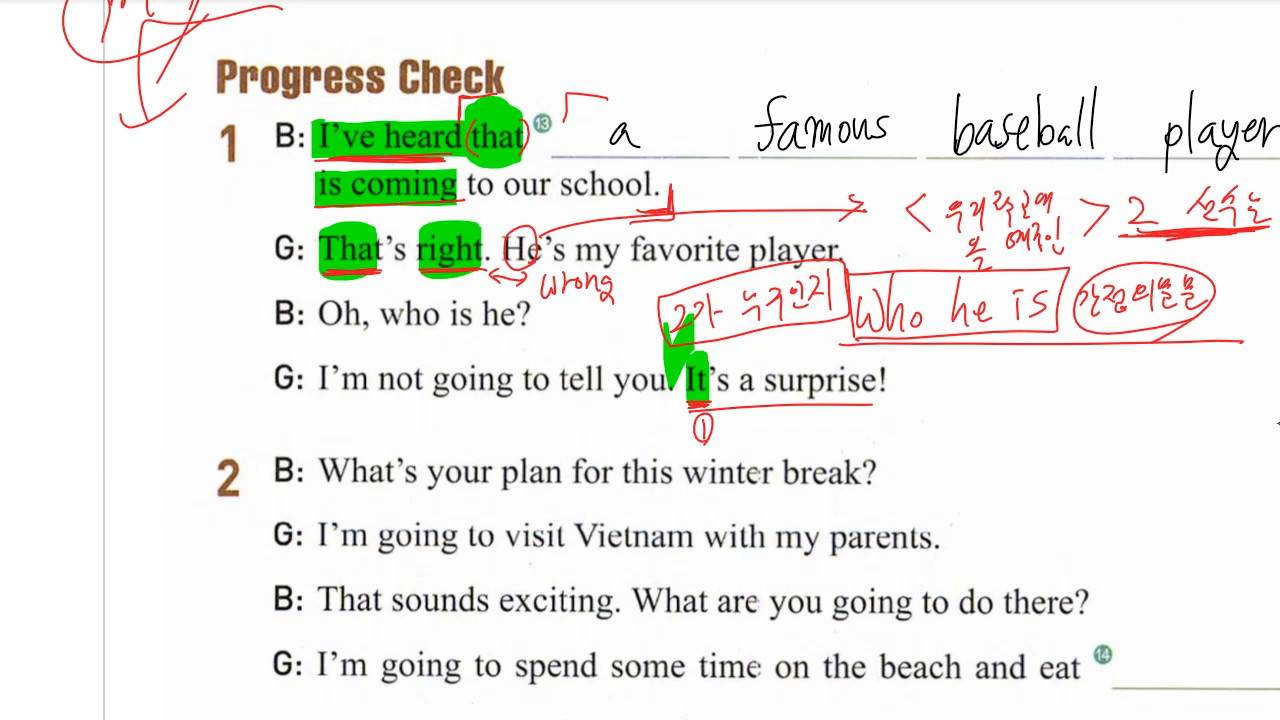 Progress Check
1 B: I've heard (that) ⑬ a famous baseball player
is coming to our school.
< 우리 학교에 올 예정인 > 그 선수는
G: That's right. He's my favorite player.
↔ wrong
그가 누구인지 who he is 간접의문문
B: Oh, who is he?
G: I'm not going to tell you. It's a surprise!
①
2 B: What's your plan for this winter break?
G: I'm going to visit Vietnam with my parents.
B: That sounds exciting. What are you going to do there?
G: I'm going to spend some time on the beach and eat ⑭